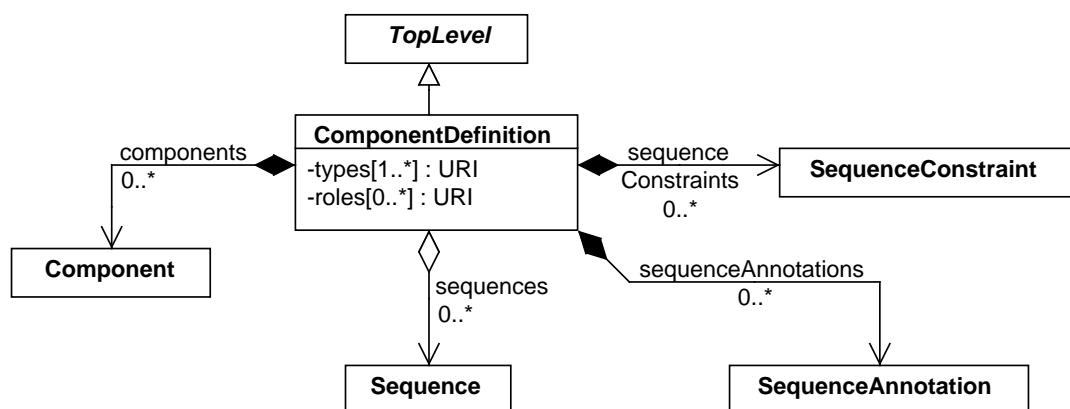 TopLevel
ComponentDefinition
-types[1..*] : URI
-roles[0..*] : URI
components
0..*
sequence
Constraints
0..*
SequenceConstraint
Component
sequences
0..*
sequenceAnnotations
0..*
Sequence
SequenceAnnotation